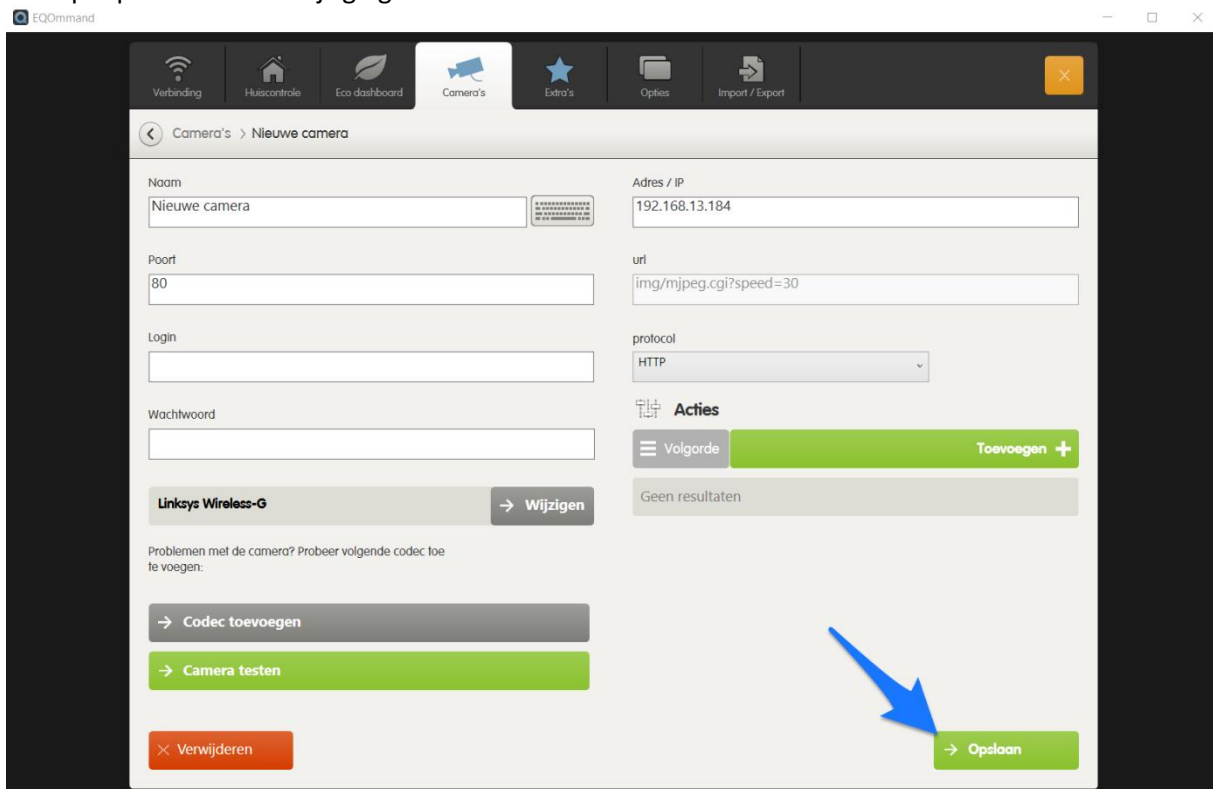 EQOmmand
Verbinding
Huiscontrole
Eco dashboard
Camera's
Extra's
Opties
Import / Export
Camera's > Nieuwe camera
Naam
Nieuwe camera
Adres / IP
192.168.13.184
Poort
80
url
img/mjpeg.cgi?speed=30
Login
protocol
HTTP
Wachtwoord
Acties
Volgorde
Toevoegen
Linksys Wireless-G
Wijzigen
Geen resultaten
Problemen met de camera? Probeer volgende codec toe
te voegen:
Codec toevoegen
Camera testen
Verwijderen
Opslaan